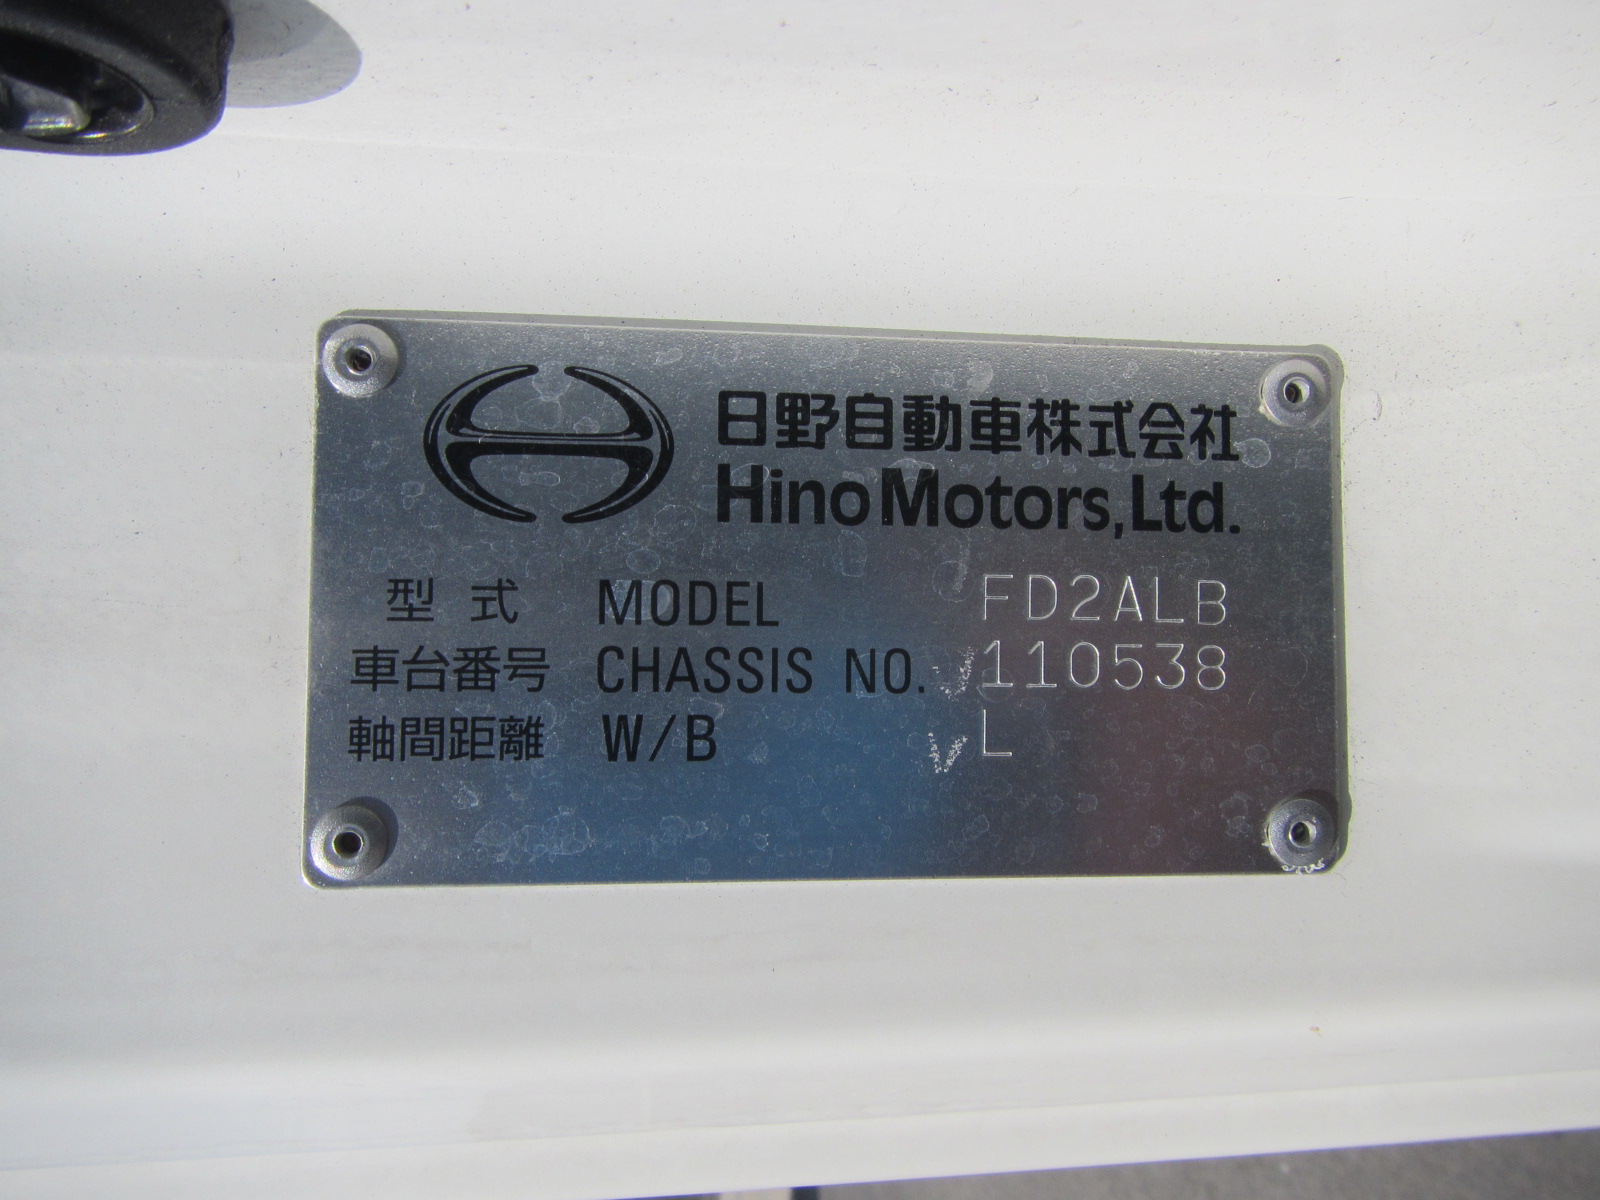 日野自動車株式会社
Hino Motors, Ltd.
型式 MODEL FD2ALB
車台番号 CHASSIS NO. 110538
軸間距離 W/B L